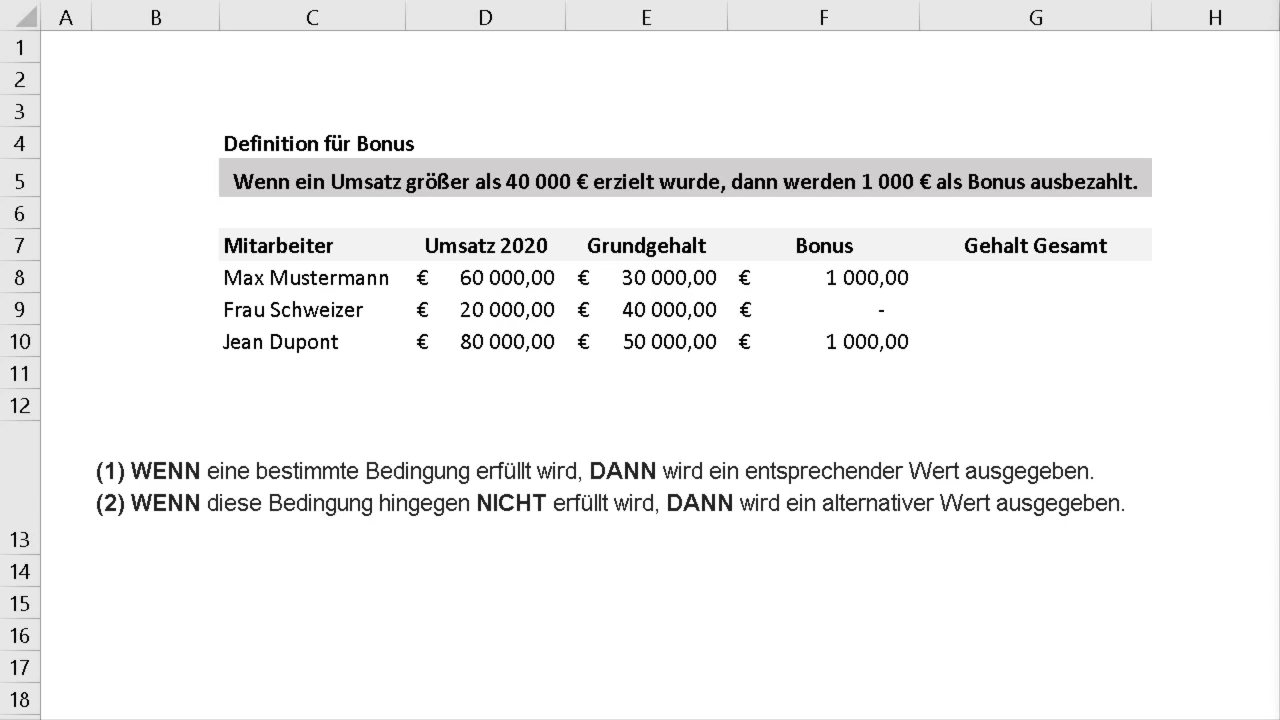 A B C D E F G H
1
2
3
4 Definition für Bonus
5 Wenn ein Umsatz größer als 40 000 € erzielt wurde, dann werden 1 000 € als Bonus ausbezahlt.
6
7 Mitarbeiter Umsatz 2020 Grundgehalt Bonus Gehalt Gesamt
8 Max Mustermann € 60 000,00 € 30 000,00 € 1 000,00
9 Frau Schweizer € 20 000,00 € 40 000,00 € -
10 Jean Dupont € 80 000,00 € 50 000,00 € 1 000,00
11
12
(1) WENN eine bestimmte Bedingung erfüllt wird, DANN wird ein entsprechender Wert ausgegeben.
(2) WENN diese Bedingung hingegen NICHT erfüllt wird, DANN wird ein alternativer Wert ausgegeben.
13
14
15
16
17
18